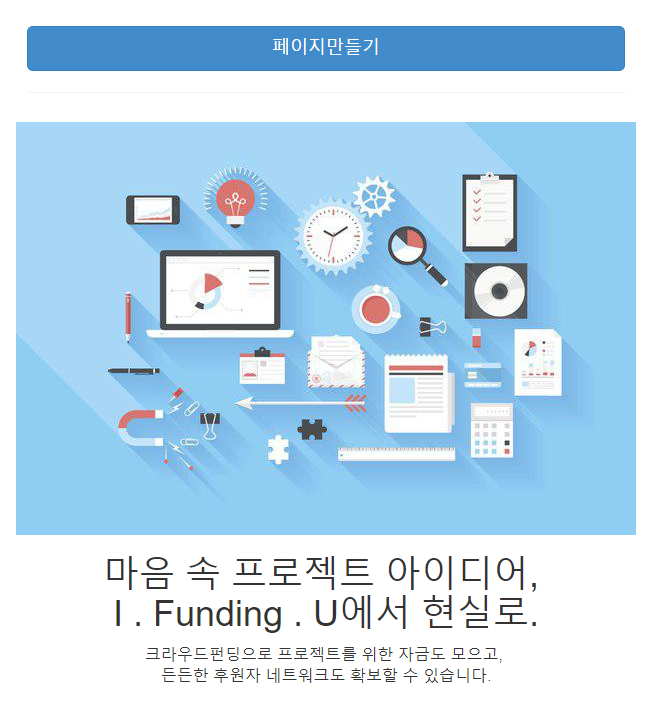 페이지만들기
마음 속 프로젝트 아이디어,
I . Funding . U에서 현실로.
크라우드펀딩으로 프로젝트를 위한 자금도 모으고,
든든한 후원자 네트워크도 확보할 수 있습니다.